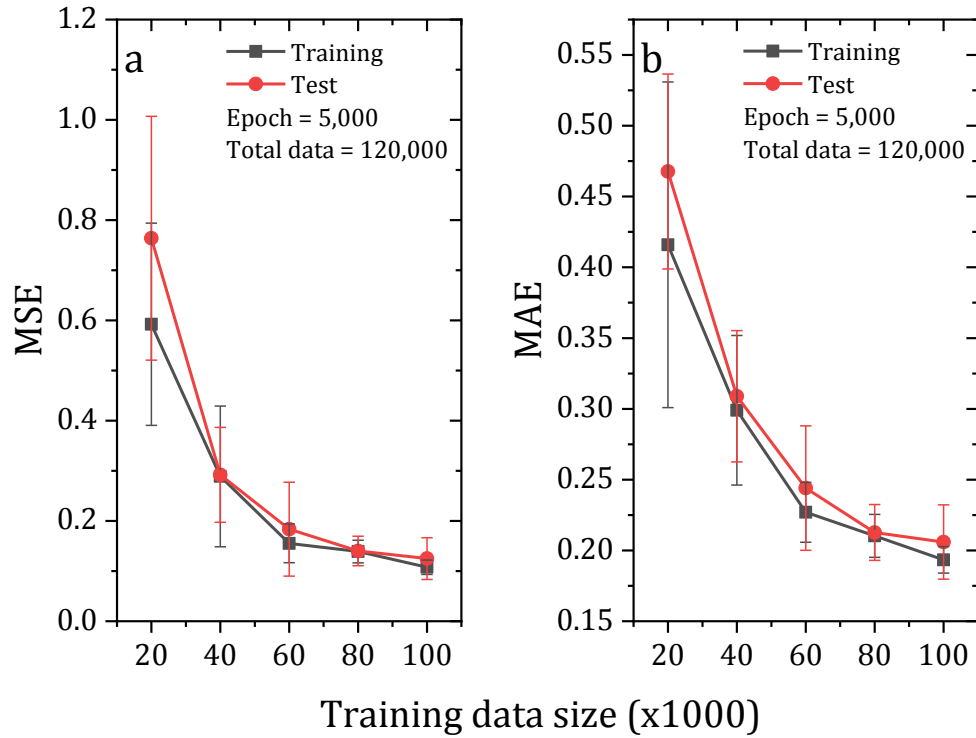 a
Training
Test
Epoch = 5,000
Total data = 120,000
MSE
1.2
1.0
0.8
0.6
0.4
0.2
0.0
20 40 60 80 100
b
Training
Test
Epoch = 5,000
Total data = 120,000
MAE
0.55
0.50
0.45
0.40
0.35
0.30
0.25
0.20
0.15
20 40 60 80 100
Training data size (x1000)